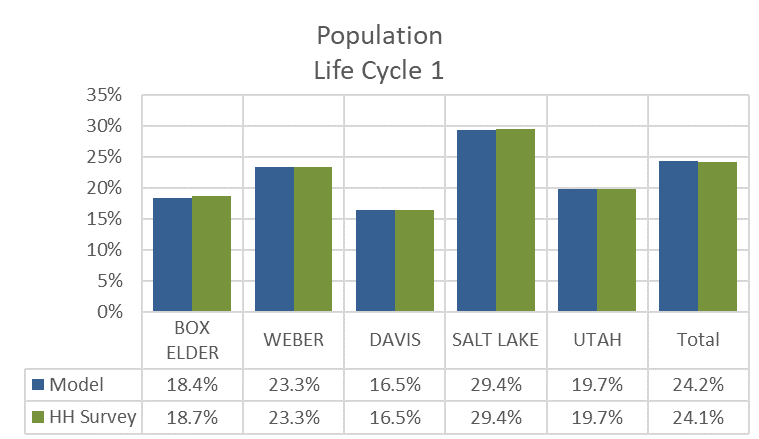 Population
Life Cycle 1
35%
30%
25%
20%
15%
10%
5%
0%
BOX ELDER WEBER DAVIS SALT LAKE UTAH Total
Model 18.4% 23.3% 16.5% 29.4% 19.7% 24.2%
HH Survey 18.7% 23.3% 16.5% 29.4% 19.7% 24.1%